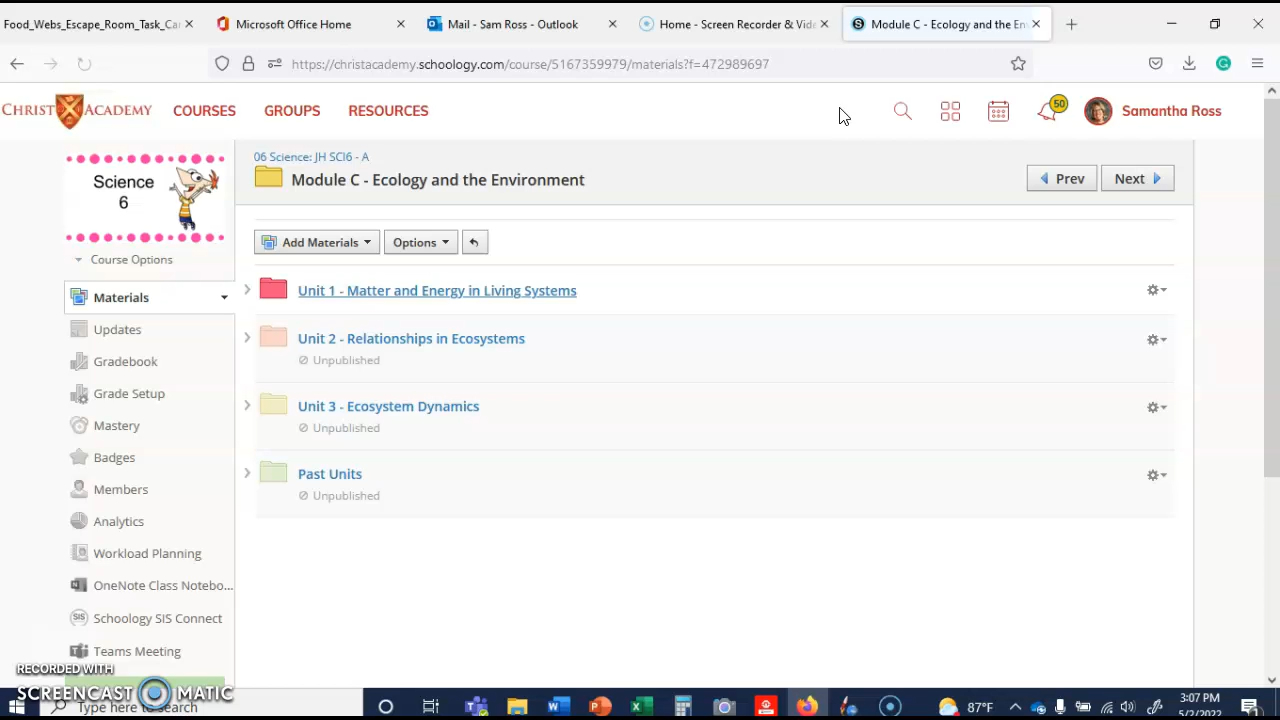 Food_Webs_Escape_Room_Task_Ca
Microsoft Office Home
Mail - Sam Ross - Outlook
Home - Screen Recorder & Vide
Module C - Ecology and the En
https://christacademy.schoology.com/course/5167359979/materials?f=472989697
CHRIST ACADEMY
COURSES
GROUPS
RESOURCES
50
Samantha Ross
Science
6
06 Science: JH SCI6 - A
Module C - Ecology and the Environment
Prev
Next
Course Options
Add Materials
Options
Materials
Updates
Gradebook
Grade Setup
Mastery
Badges
Members
Analytics
Workload Planning
OneNote Class Notebo...
SIS
Schoology SIS Connect
Teams Meeting
Unit 1 - Matter and Energy in Living Systems
Unit 2 - Relationships in Ecosystems
Unpublished
Unit 3 - Ecosystem Dynamics
Unpublished
Past Units
Unpublished
RECORDED WITH
SCREENCAST MATIC
Type here to search
87°F
3:07 PM
5/2/2022